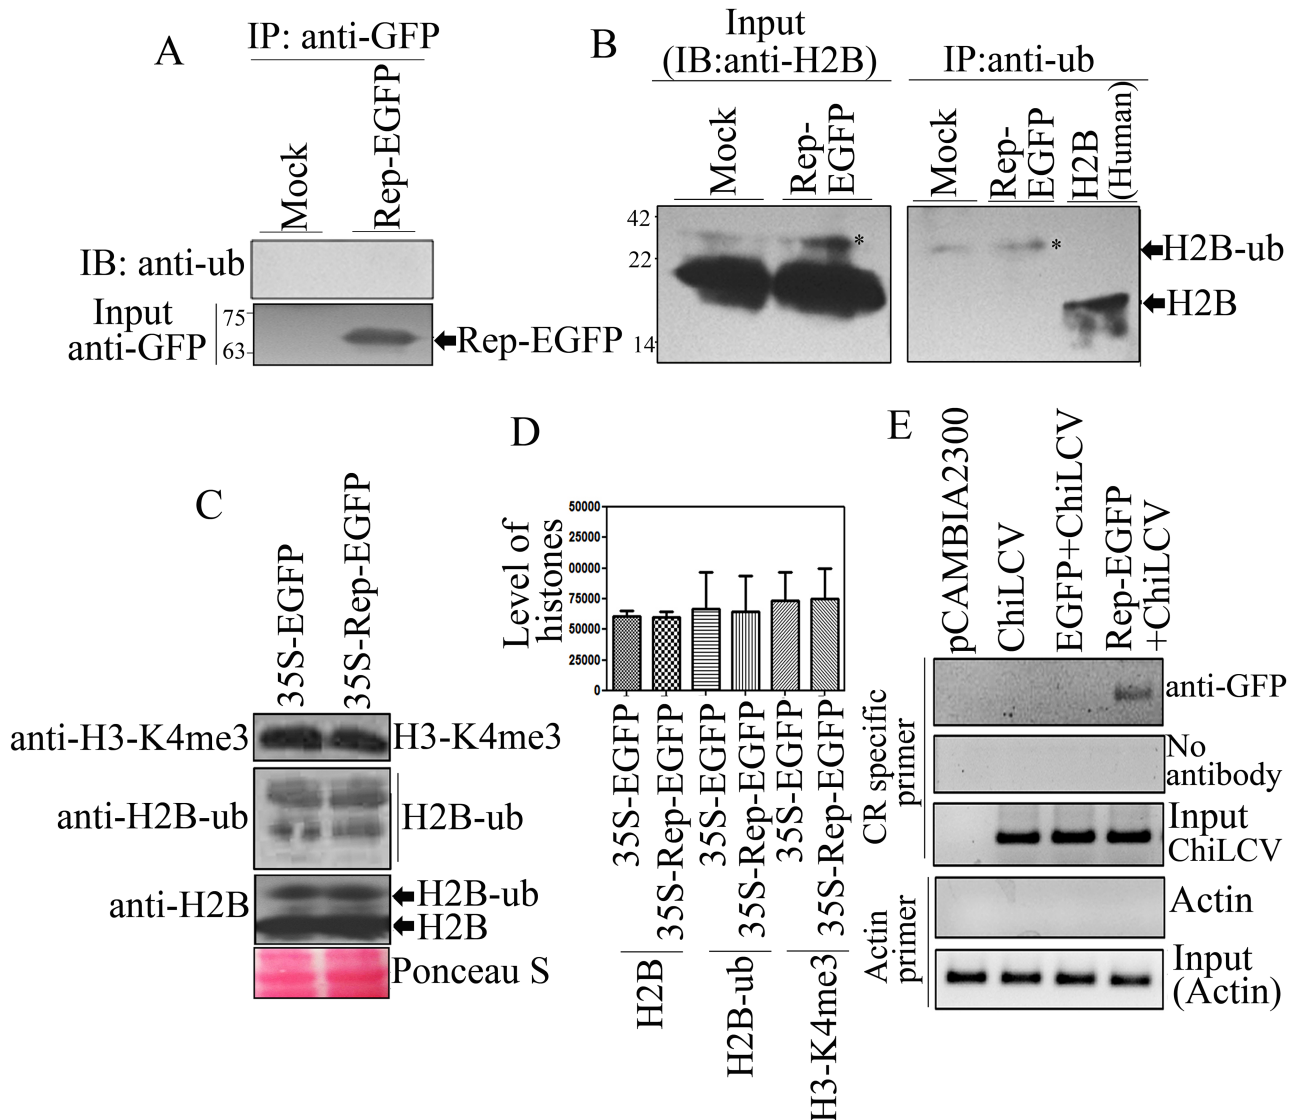 A
IP: anti-GFP
Mock
Rep-EGFP
IB: anti-ub
Input
anti-GFP
75
63
Rep-EGFP
B
Input
(IB:anti-H2B)
IP:anti-ub
Mock
Rep-
EGFP
Mock
Rep-
EGFP
H2B
(Human)
42
22
14
*
*
H2B-ub
H2B
C
35S-EGFP
35S-Rep-EGFP
anti-H3-K4me3
H3-K4me3
anti-H2B-ub
H2B-ub
anti-H2B
H2B-ub
H2B
Ponceau S
D
Level of
histones
50000
25000
00000
75000
50000
25000
0
35S-EGFP
35S-Rep-EGFP
35S-EGFP
35S-Rep-EGFP
35S-EGFP
35S-Rep-EGFP
H2B
H2B-ub
H3-K4me3
E
pCAMBIA2300
ChiLCV
EGFP+ChiLCV
Rep-EGFP
+ChiLCV
CR specific
primer
anti-GFP
No
antibody
Input
ChiLCV
Actin
primer
Actin
Input
(Actin)